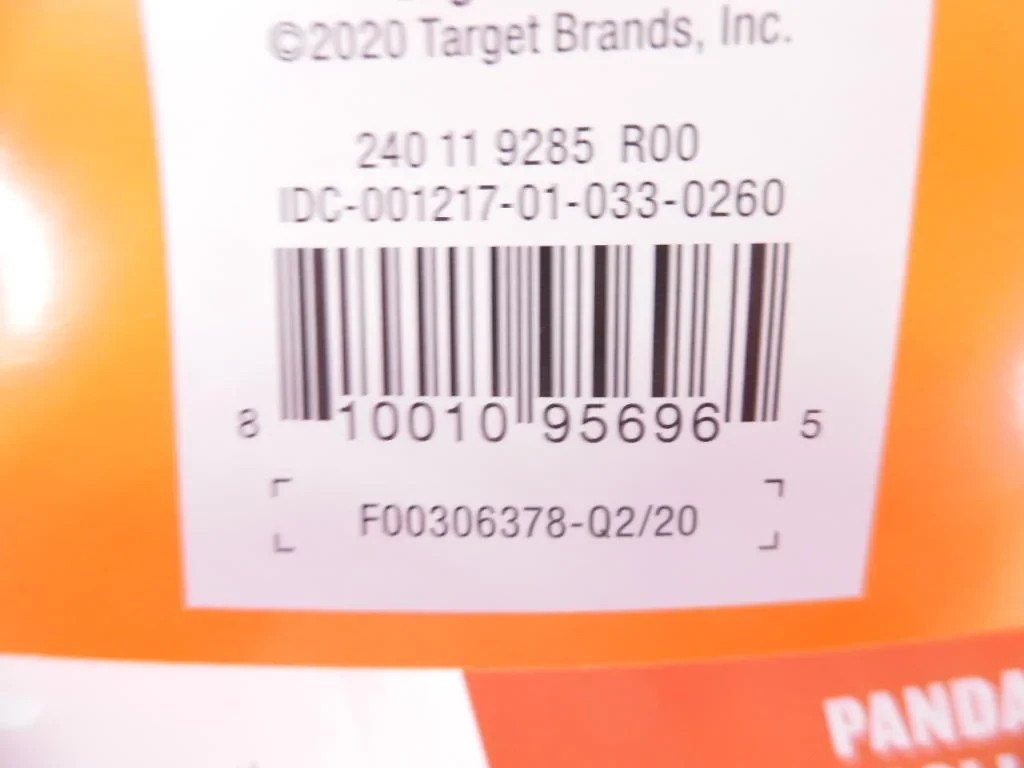 ©2020 Target Brands, Inc.
240 11 9285 R00
IDC-001217-01-033-0260
8 10010 95696 5
F00306378-Q2/20
PANDA